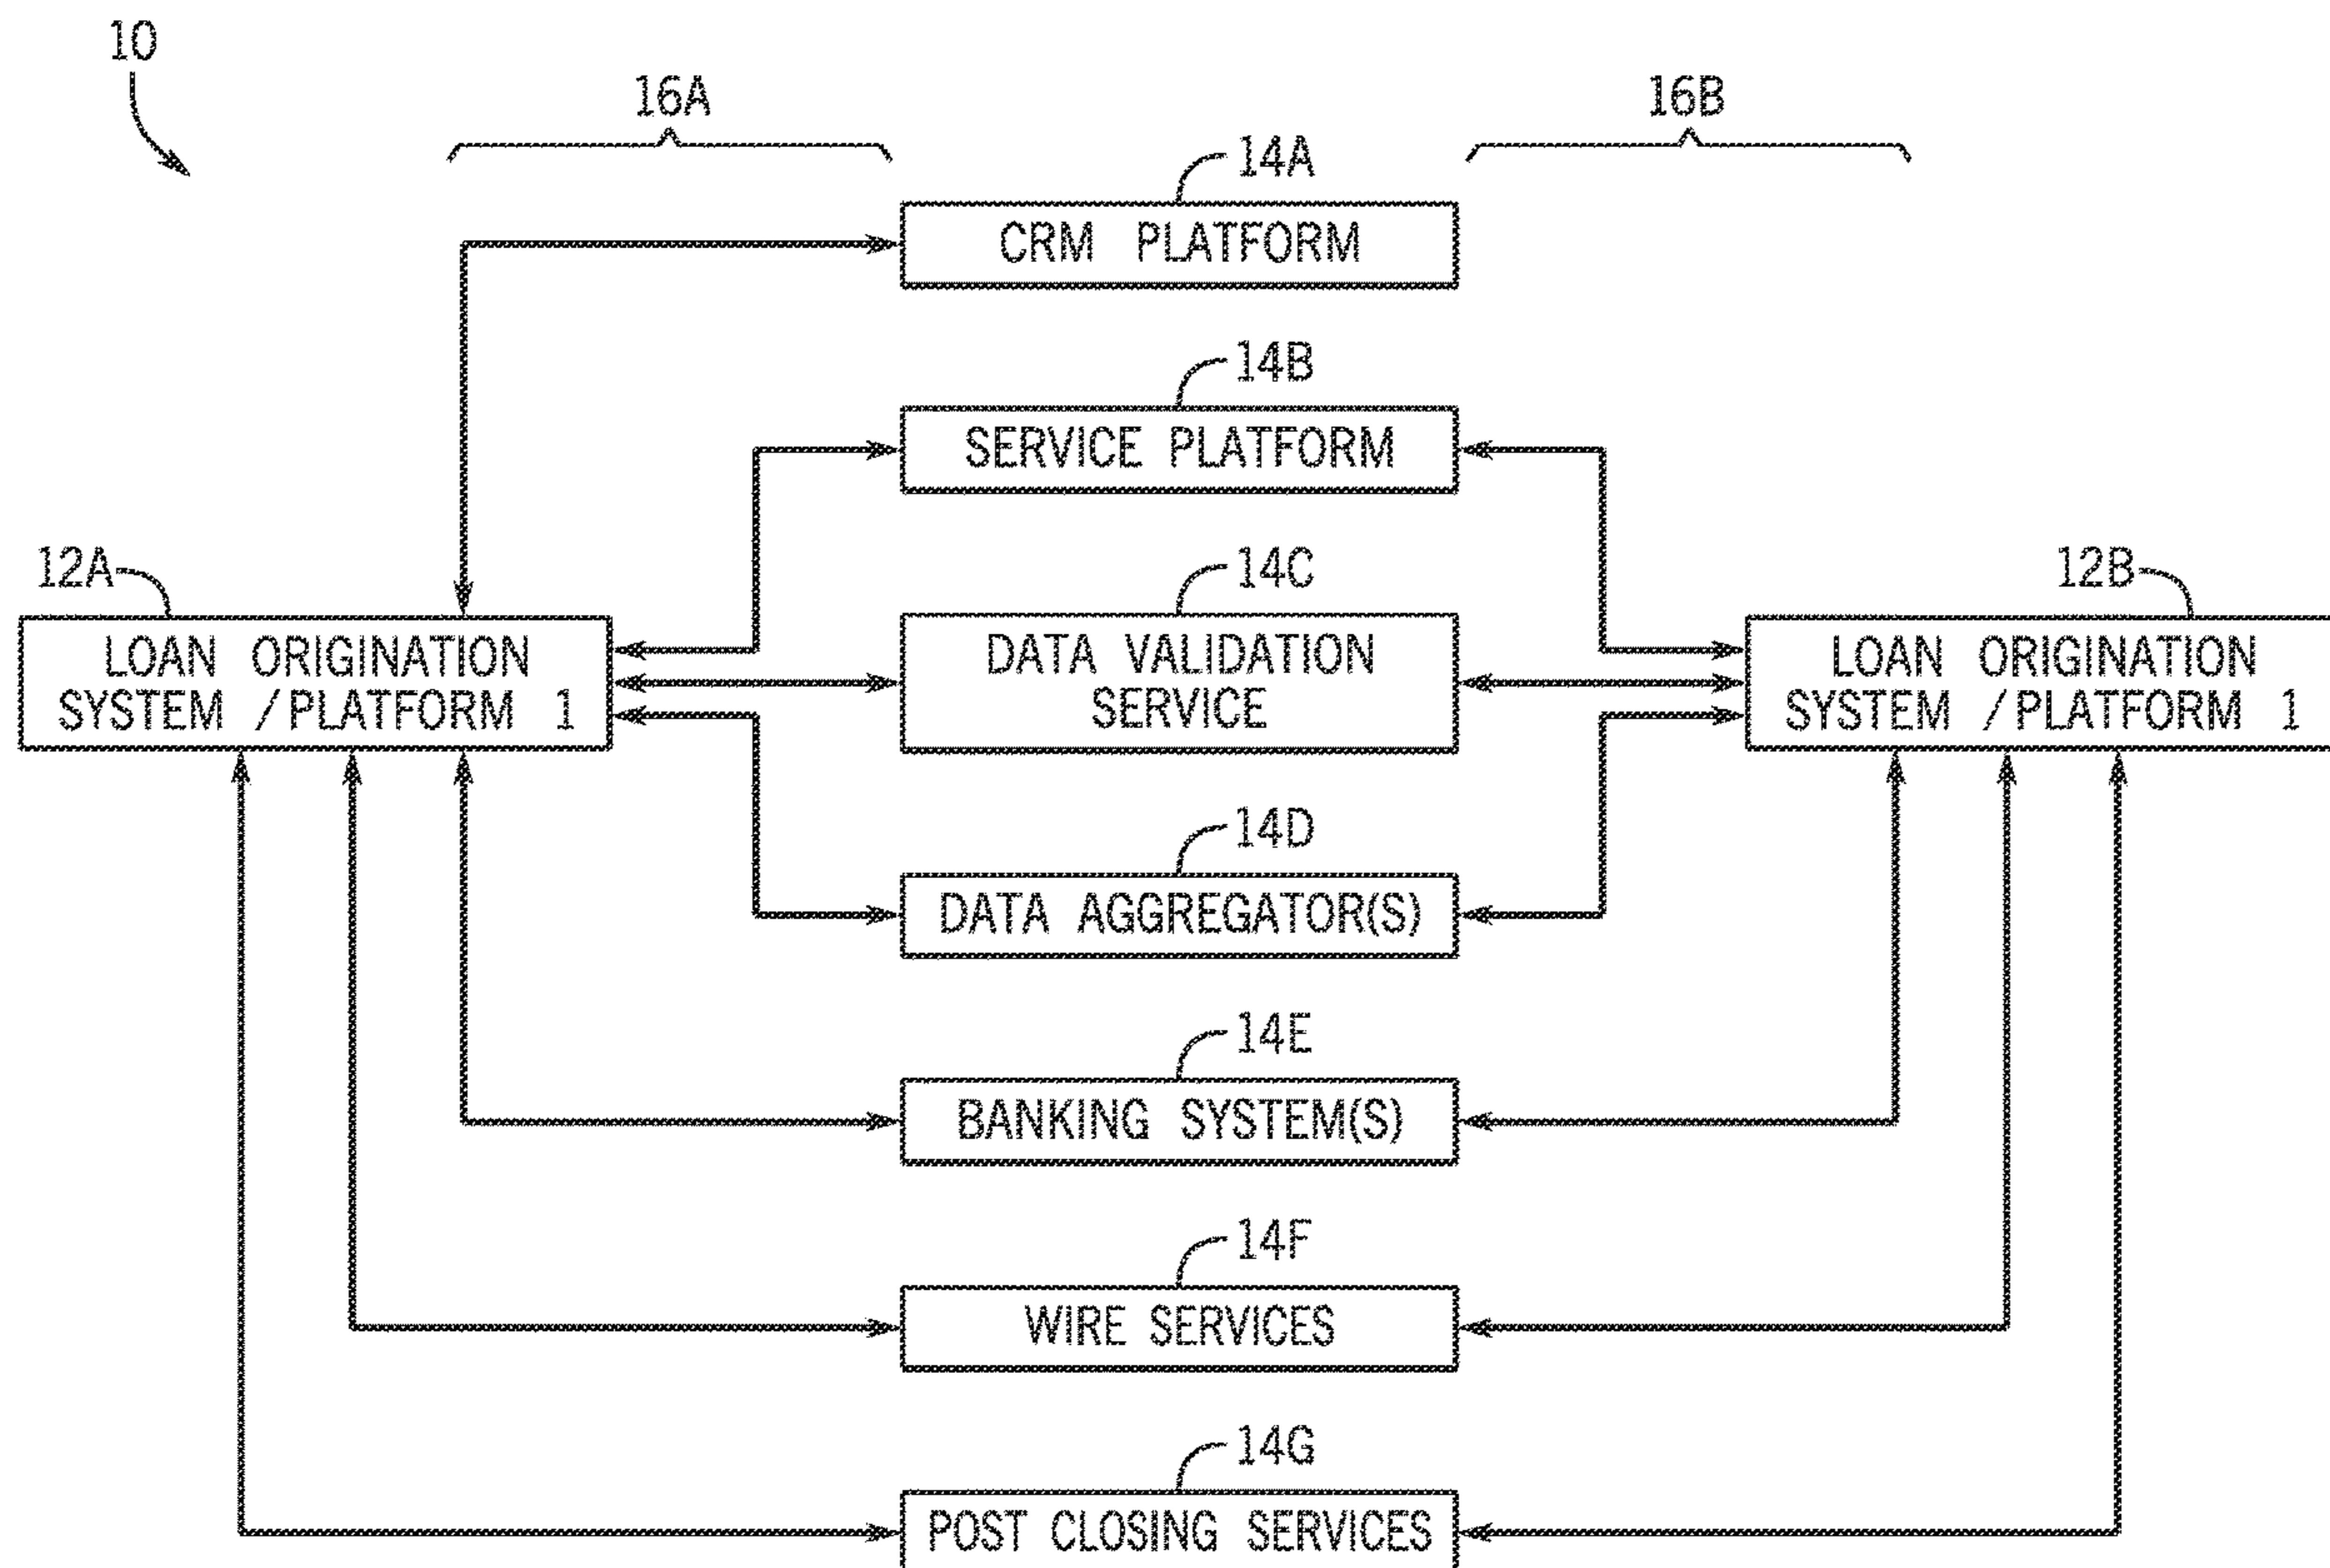 10
16A
16B
14A
CRM PLATFORM
14B
SERVICE PLATFORM
12A
14C
12B
LOAN ORIGINATION
SYSTEM /PLATFORM 1
DATA VALIDATION
SERVICE
LOAN ORIGINATION
SYSTEM /PLATFORM 1
14D
DATA AGGREGATOR(S)
14E
BANKING SYSTEM(S)
14F
WIRE SERVICES
14G
POST CLOSING SERVICES